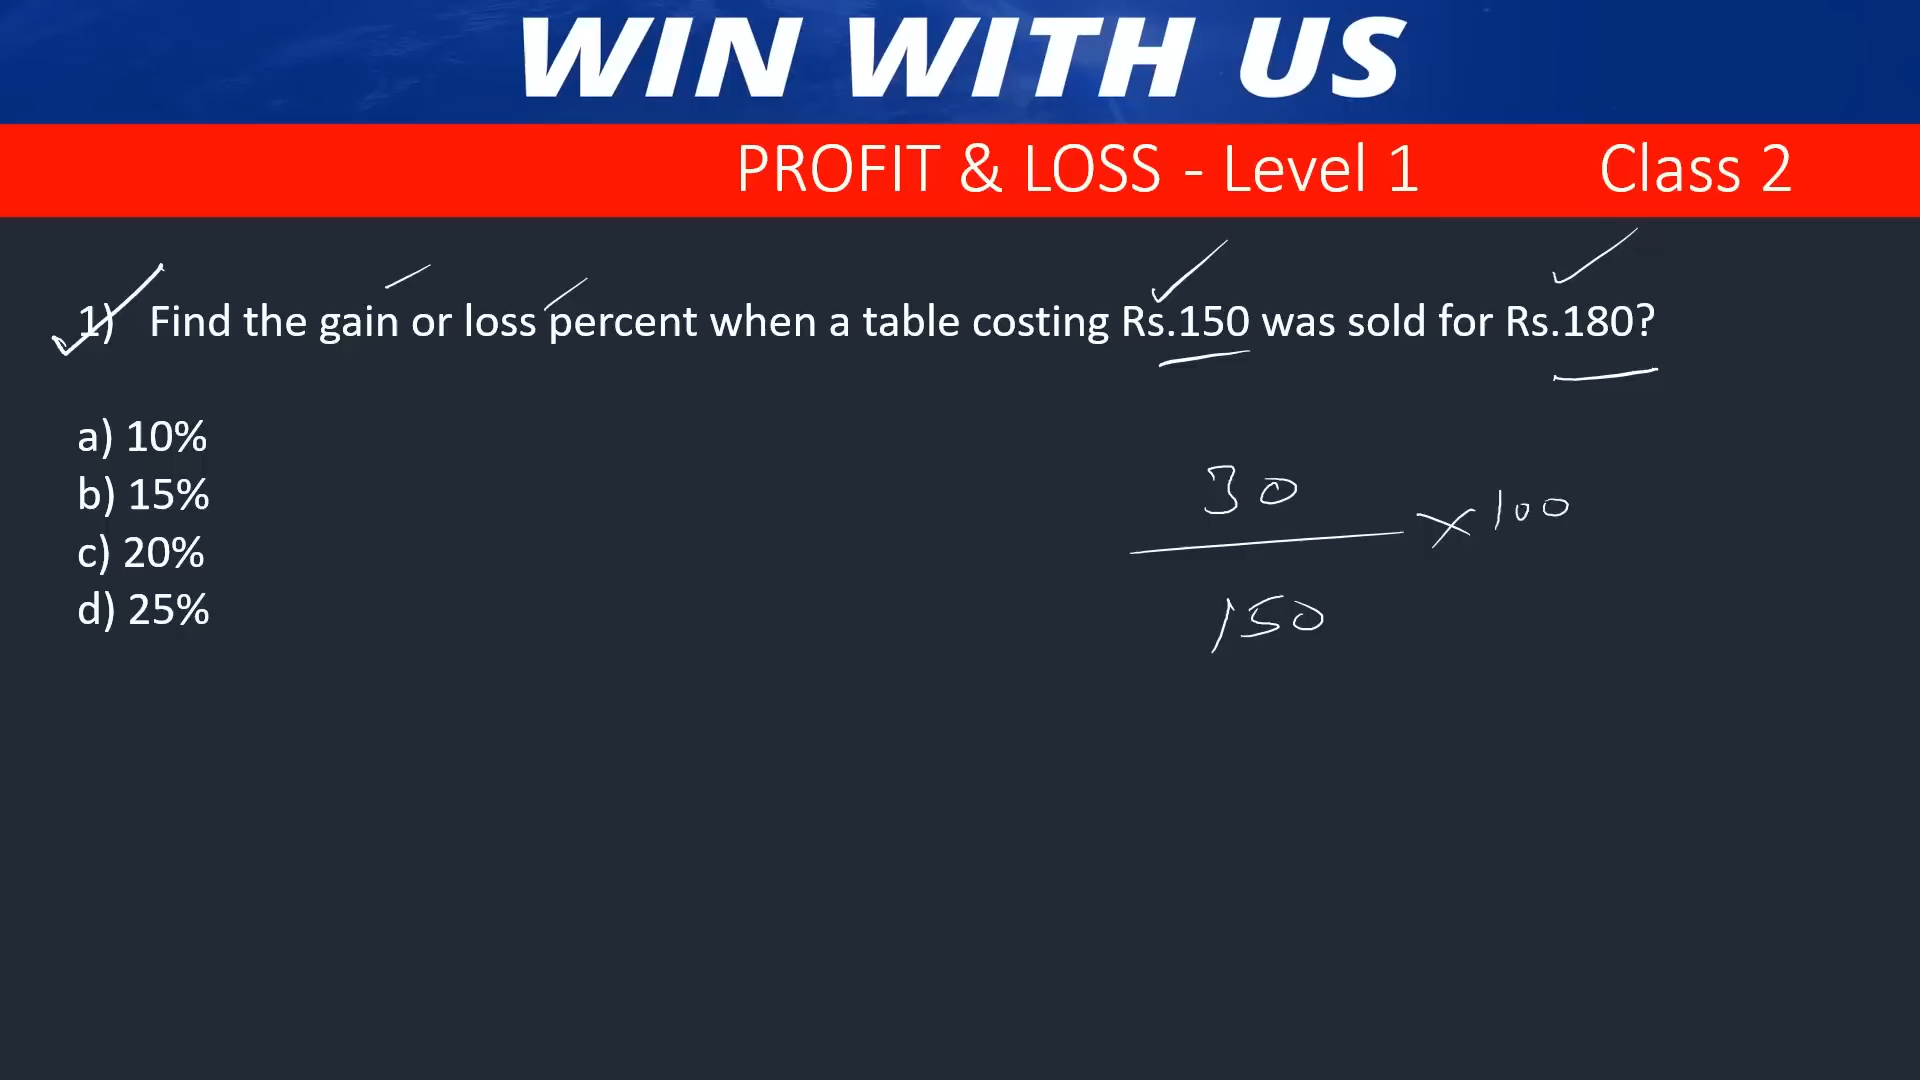 WIN WITH US
PROFIT & LOSS - Level 1 Class 2
1) Find the gain or loss percent when a table costing Rs.150 was sold for Rs.180?
a) 10%
b) 15%
c) 20%
d) 25%
30
× 100
150